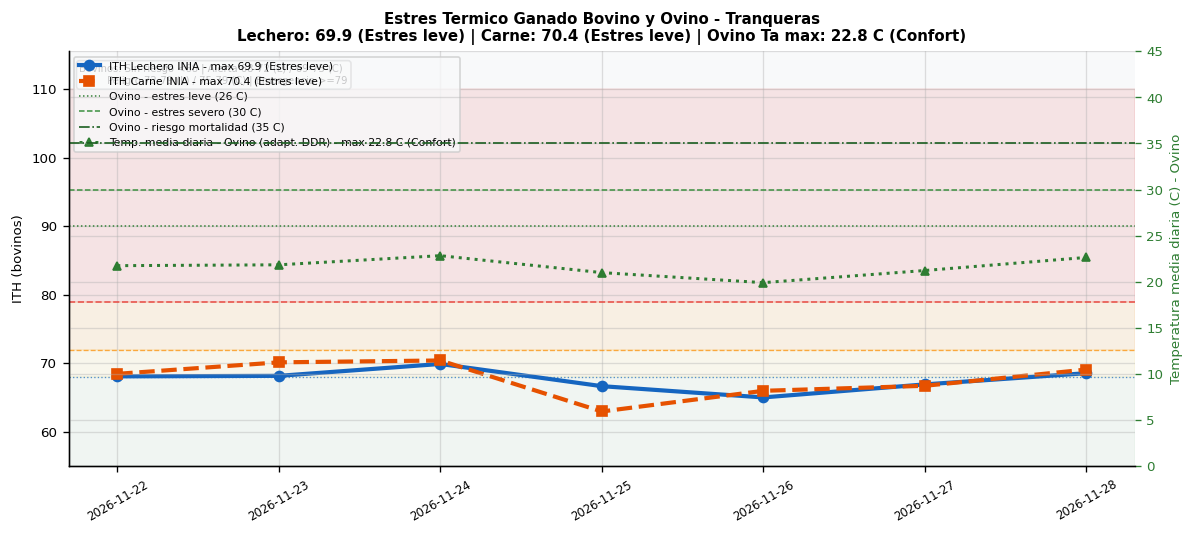 Estres Termico Ganado Bovino y Ovino - Tranqueras
Lechero: 69.9 (Estres leve) | Carne: 70.4 (Estres leve) | Ovino Ta max: 22.8 C (Confort)
ITH Lechero INIA - max 69.9 (Estres leve)
ITH Carne INIA - max 70.4 (Estres leve)
Ovino - estres leve (26 C)
Ovino - estres severo (30 C)
Ovino - riesgo mortalidad (35 C)
Temp. media diaria - Ovino (adapt. DDR) - max 22.8 C (Confort)
ITH (bovinos)
110
100
90
80
70
60
Temperatura media diaria (C) - Ovino
45
40
35
30
25
20
15
10
5
0
2026-11-22
2026-11-23
2026-11-24
2026-11-25
2026-11-26
2026-11-27
2026-11-28